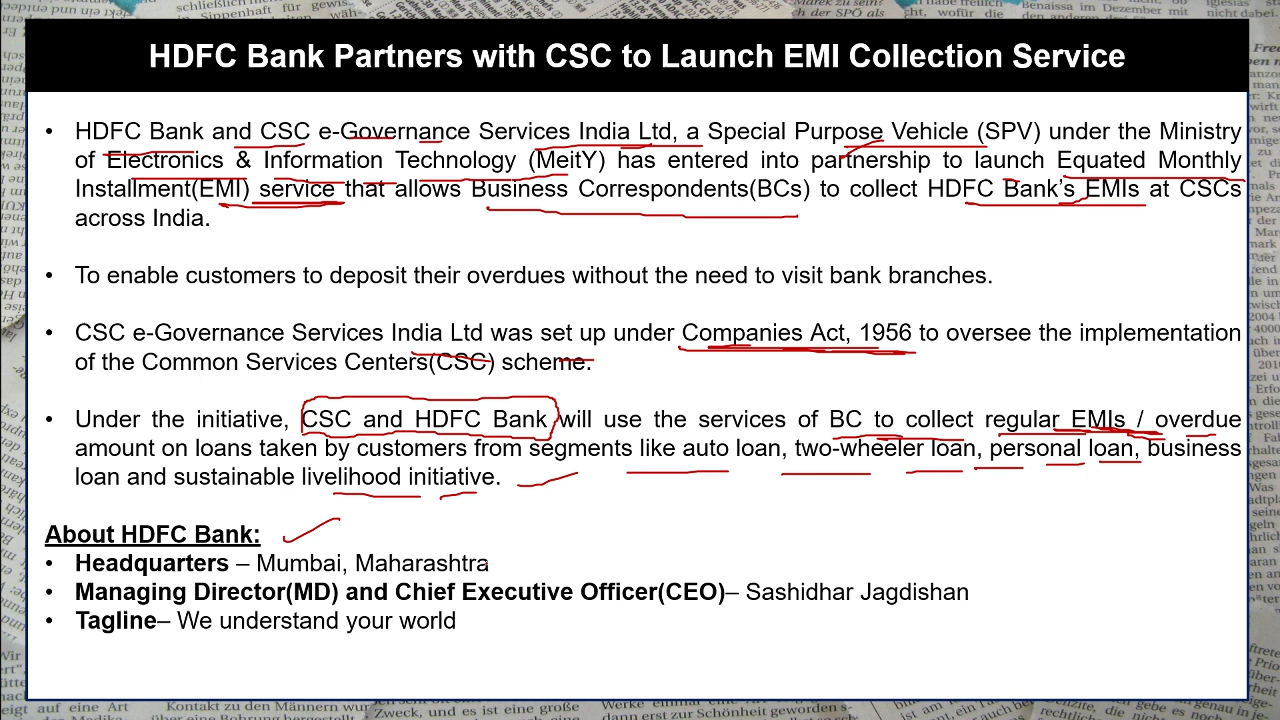 HDFC Bank Partners with CSC to Launch EMI Collection Service
• HDFC Bank and CSC e-Governance Services India Ltd, a Special Purpose Vehicle (SPV) under the Ministry
of Electronics & Information Technology (MeitY) has entered into partnership to launch Equated Monthly
Installment(EMI) service that allows Business Correspondents(BCs) to collect HDFC Bank's EMIs at CSCs
across India.
• To enable customers to deposit their overdues without the need to visit bank branches.
• CSC e-Governance Services India Ltd was set up under Companies Act, 1956 to oversee the implementation
of the Common Services Centers(CSC) scheme.
• Under the initiative, CSC and HDFC Bank will use the services of BC to collect regular EMIs / overdue
amount on loans taken by customers from segments like auto loan, two-wheeler loan, personal loan, business
loan and sustainable livelihood initiative.
About HDFC Bank:
• Headquarters – Mumbai, Maharashtra
• Managing Director(MD) and Chief Executive Officer(CEO)– Sashidhar Jagdishan
• Tagline– We understand your world